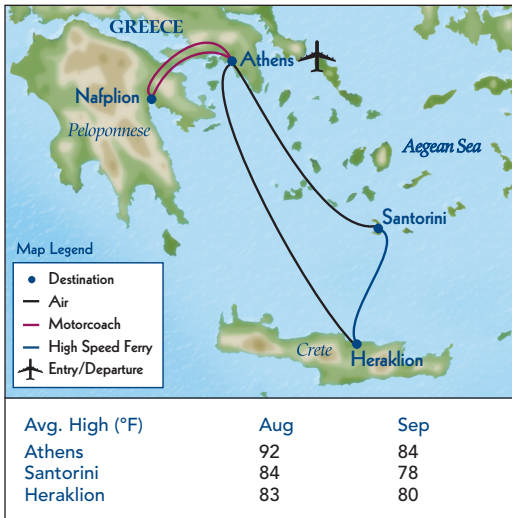 GREECE
Athens
Nafplion
Peloponnese
Aegean Sea
Santorini
Map Legend
Destination
Air
Motorcoach
High Speed Ferry
Entry/Departure
Crete
Heraklion
Avg. High (°F) Aug Sep
Athens 92 84
Santorini 84 78
Heraklion 83 80